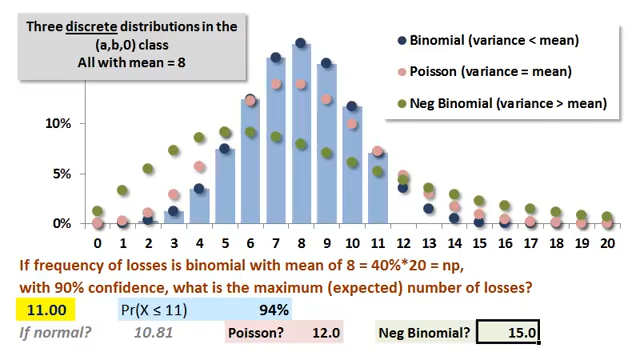 Three discrete distributions in the
(a,b,0) class
All with mean = 8
Binomial (variance < mean)
Poisson (variance = mean)
Neg Binomial (variance > mean)
10%
5%
0%
0 1 2 3 4 5 6 7 8 9 10 11 12 13 14 15 16 17 18 19 20
If frequency of losses is binomial with mean of 8 = 40%*20 = np,
with 90% confidence, what is the maximum (expected) number of losses?
11.00 Pr(X ≤ 11) 94%
If normal? 10.81 Poisson? 12.0 Neg Binomial? 15.0